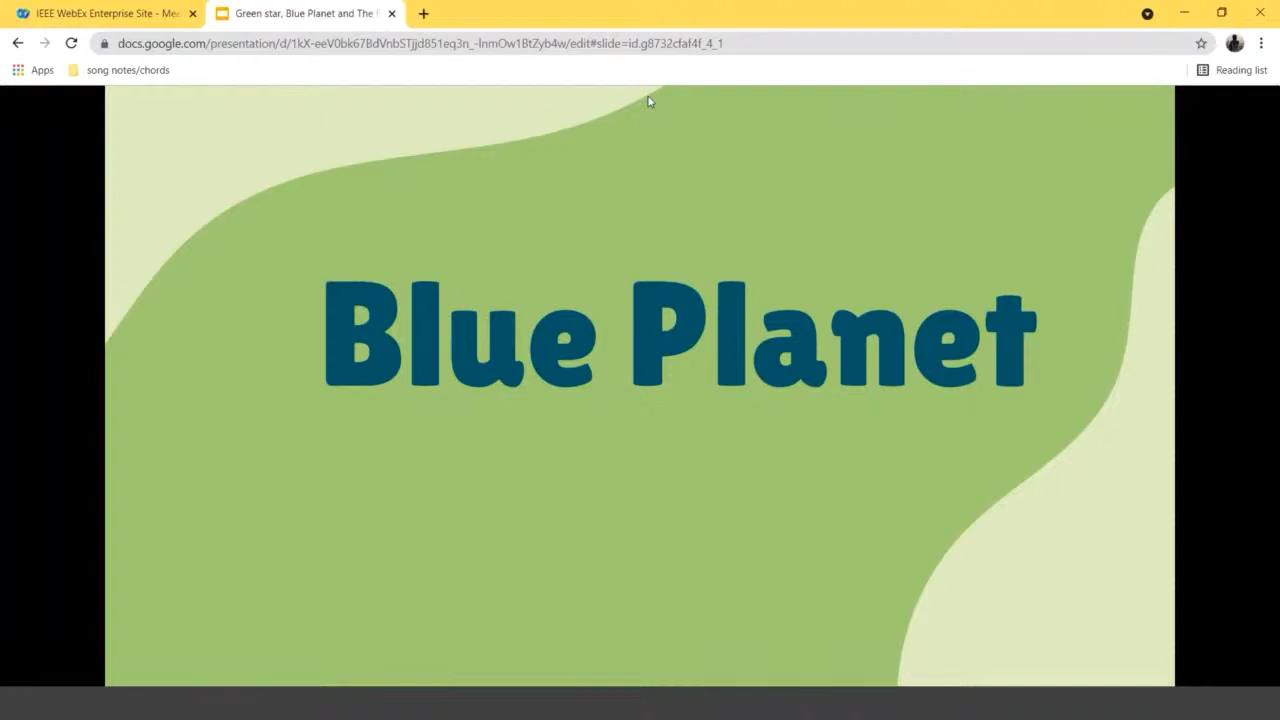 IEEE WebEx Enterprise Site - Mee
Green star, Blue Planet and The
docs.google.com/presentation/d/1kX-eeV0bk67BdVnbSTjjd851eq3n_-lnmOw1BtZyb4w/edit#slide=id.g8732cfaf4f_4_1
Apps
song notes/chords
Reading list
Blue Planet